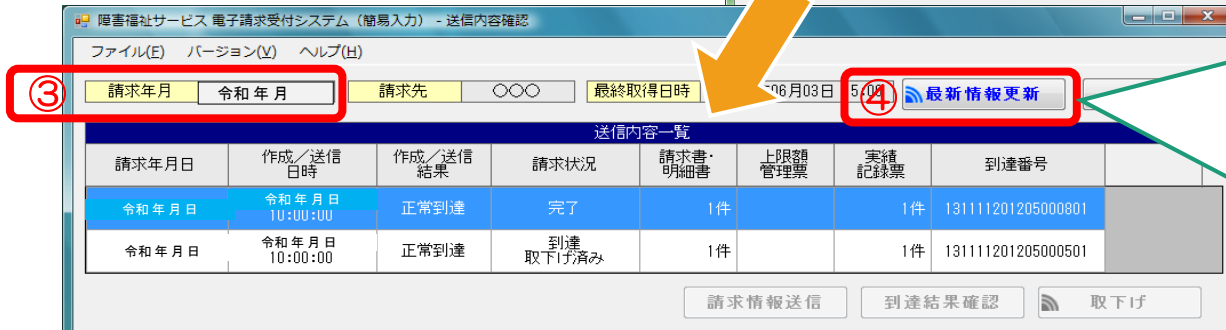 障害福祉サービス 電子請求受付システム（簡易入力） - 送信内容確認
ファイル(F) バージョン(V) ヘルプ(H)
③ 請求年月 令和 年 月 請求先 ○○○ 最終取得日時 06月03日 ④ 最新情報更新
送信内容一覧
請求年月日 作成／送信日時 作成／送信結果 請求状況 請求書・明細書 上限額管理票 実績記録票 到達番号
令和 年 月 日 令和 年 月 日 10:00:00 正常到達 完了 1件 1件 131111201205000801
令和 年 月 日 令和 年 月 日 10:00:00 正常到達 到達 取下げ済み 1件 1件 131111201205000501
請求情報送信 到達結果確認 取下げ